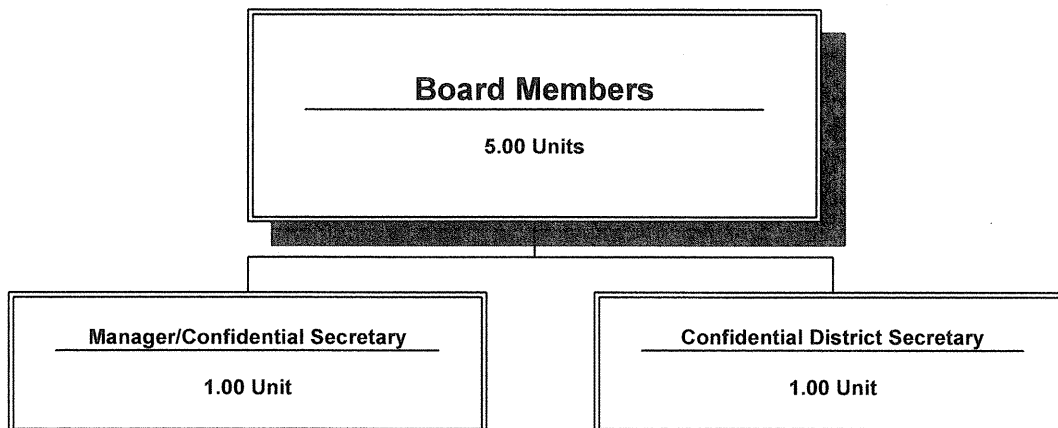 Board Members
5.00 Units
Manager/Confidential Secretary
1.00 Unit
Confidential District Secretary
1.00 Unit